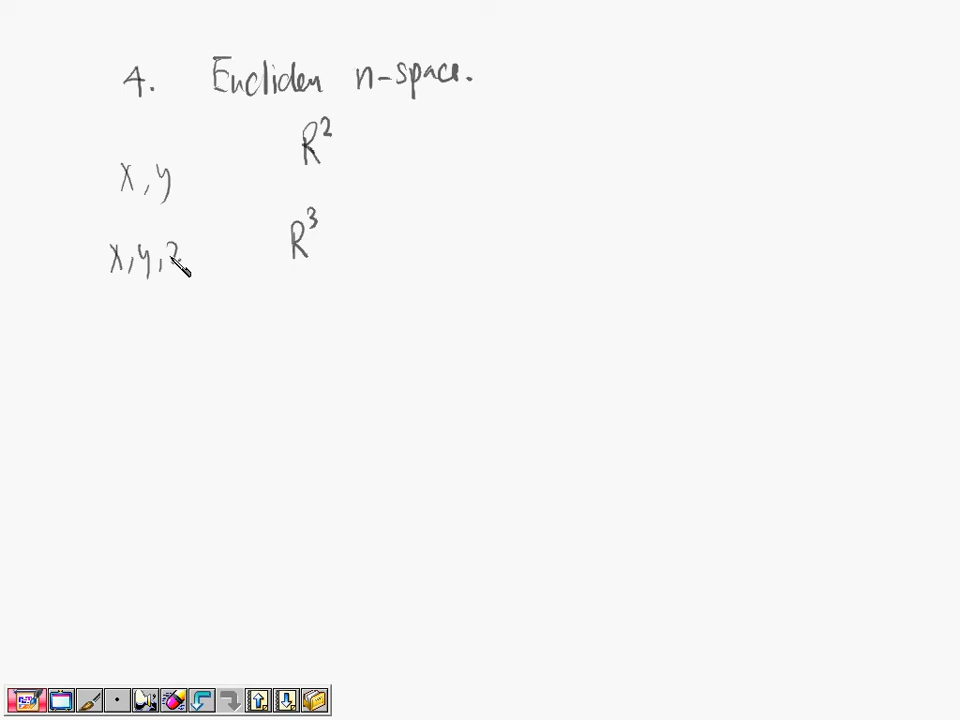 4. Eucliden n-space.
R²
x, y
R³
x, y, z